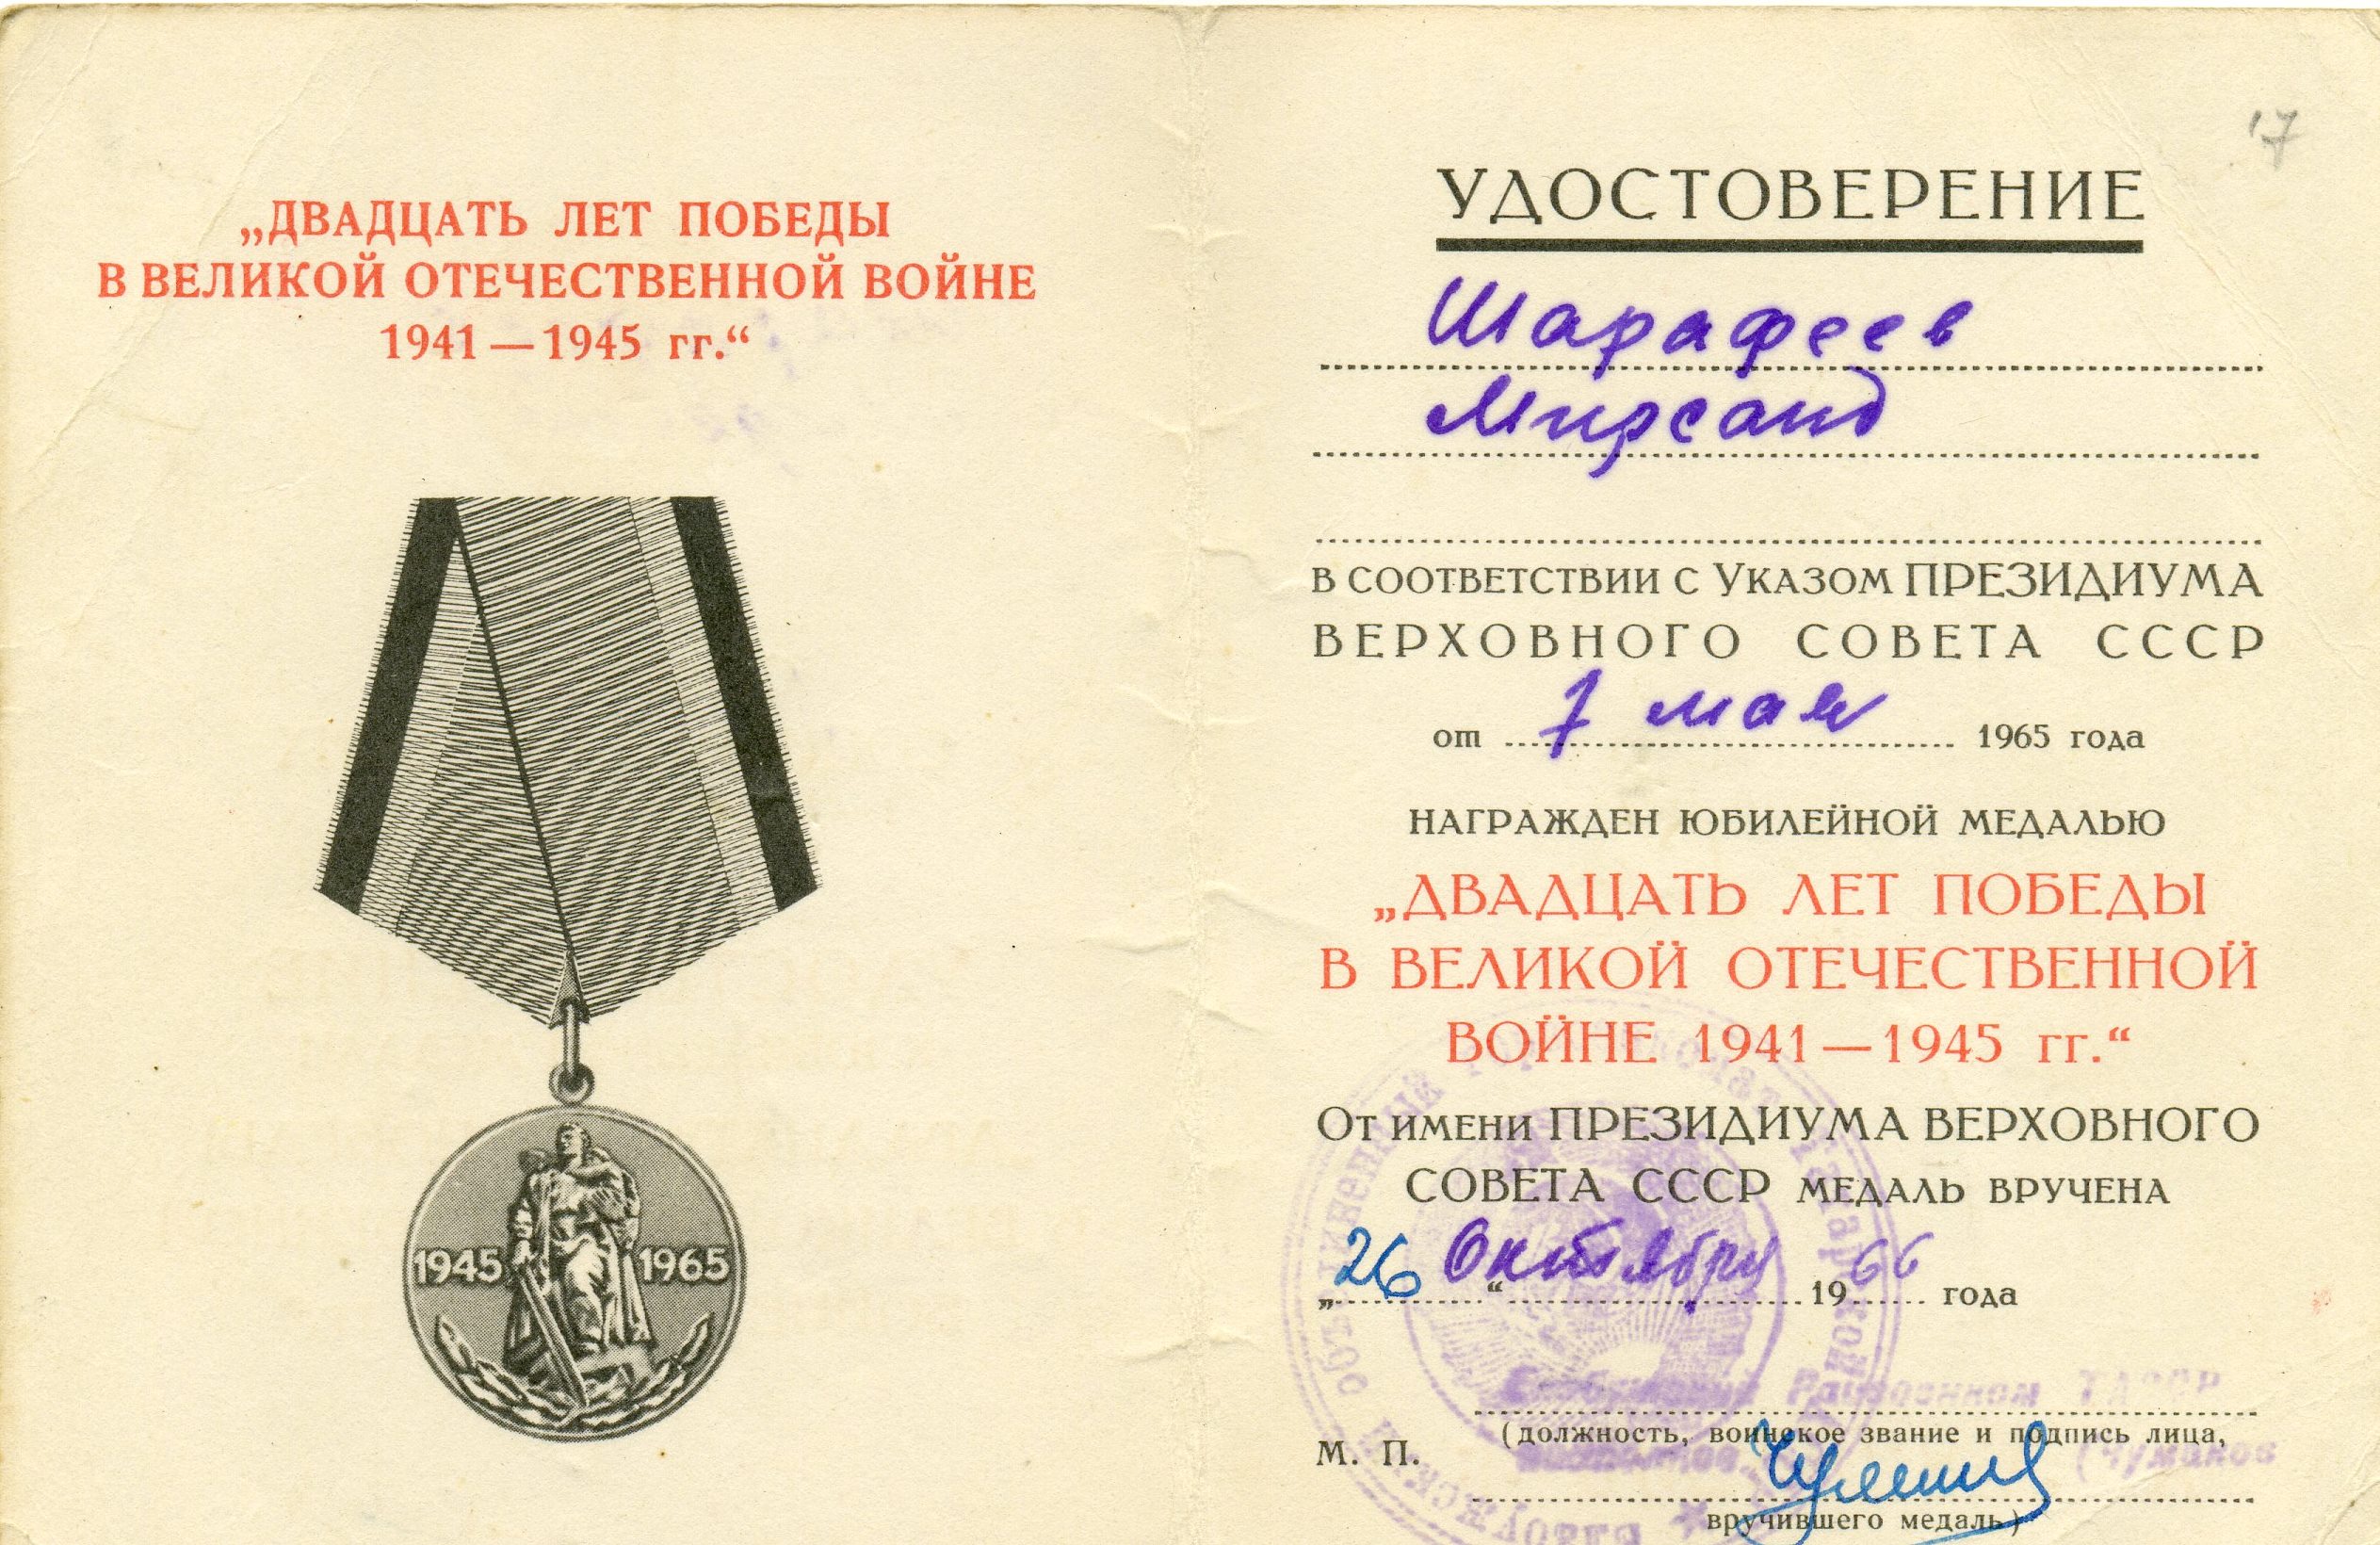 „ДВАДЦАТЬ ЛЕТ ПОБЕДЫ
В ВЕЛИКОЙ ОТЕЧЕСТВЕННОЙ ВОЙНЕ
1941—1945 гг.“
1945 1965
17
УДОСТОВЕРЕНИЕ
Шарафеев
Мирсаид
В СООТВЕТСТВИИ С УКАЗОМ ПРЕЗИДИУМА
ВЕРХОВНОГО СОВЕТА СССР
от 7 мая 1965 года
НАГРАЖДЕН ЮБИЛЕЙНОЙ МЕДАЛЬЮ
„ДВАДЦАТЬ ЛЕТ ПОБЕДЫ
В ВЕЛИКОЙ ОТЕЧЕСТВЕННОЙ
ВОЙНЕ 1941—1945 гг.“
ОТ ИМЕНИ ПРЕЗИДИУМА ВЕРХОВНОГО
СОВЕТА СССР МЕДАЛЬ ВРУЧЕНА
„26“ Октября 1966 года
ТАССР
(должность, воинское звание и подпись лица,
М. П.
(Чумаков
вручившего медаль)